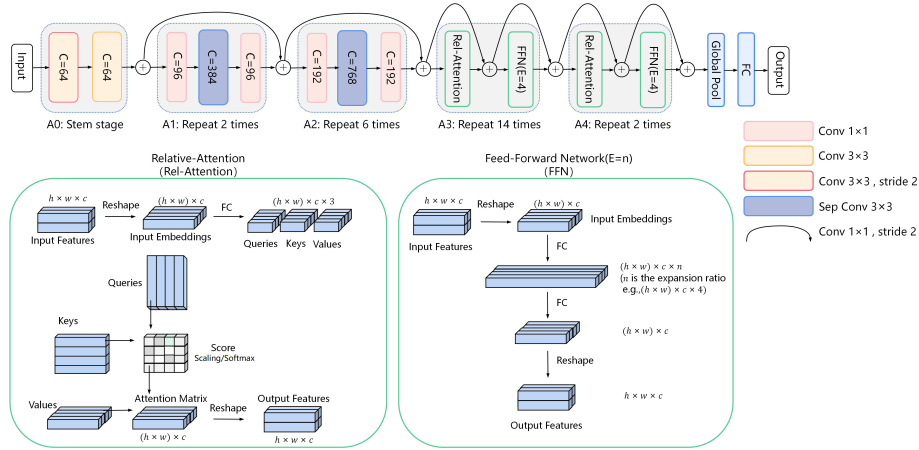 Input
C=64
C=64
C=96
C=384
C=96
C=192
C=768
C=192
Rel-Attention
FFN(E=4)
Rel-Attention
FFN(E=4)
Global Pool
FC
Output
A0: Stem stage
A1: Repeat 2 times
A2: Repeat 6 times
A3: Repeat 14 times
A4: Repeat 2 times
Conv 1×1
Conv 3×3
Conv 3×3 , stride 2
Sep Conv 3×3
Conv 1×1 , stride 2
Relative-Attention
(Rel-Attention)
h × w × c
Reshape
(h × w) × c
FC
(h × w) × c × 3
Input Features
Input Embeddings
Queries
Keys
Values
Queries
Keys
Score
Scaling/Softmax
Values
Attention Matrix
Reshape
Output Features
(h × w) × c
h × w × c
Feed-Forward Network(E=n)
(FFN)
h × w × c
Reshape
(h × w) × c
Input Embeddings
Input Features
FC
(h × w) × c × n
(n is the expansion ratio
e.g.,(h × w) × c × 4)
FC
(h × w) × c
Reshape
h × w × c
Output Features